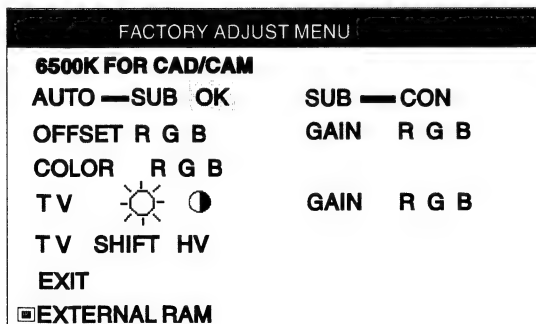 FACTORY ADJUST MENU
6500K FOR CAD/CAM
AUTO — SUB OK SUB — CON
OFFSET R G B GAIN R G B
COLOR R G B
TV GAIN R G B
TV SHIFT HV
EXIT
EXTERNAL RAM